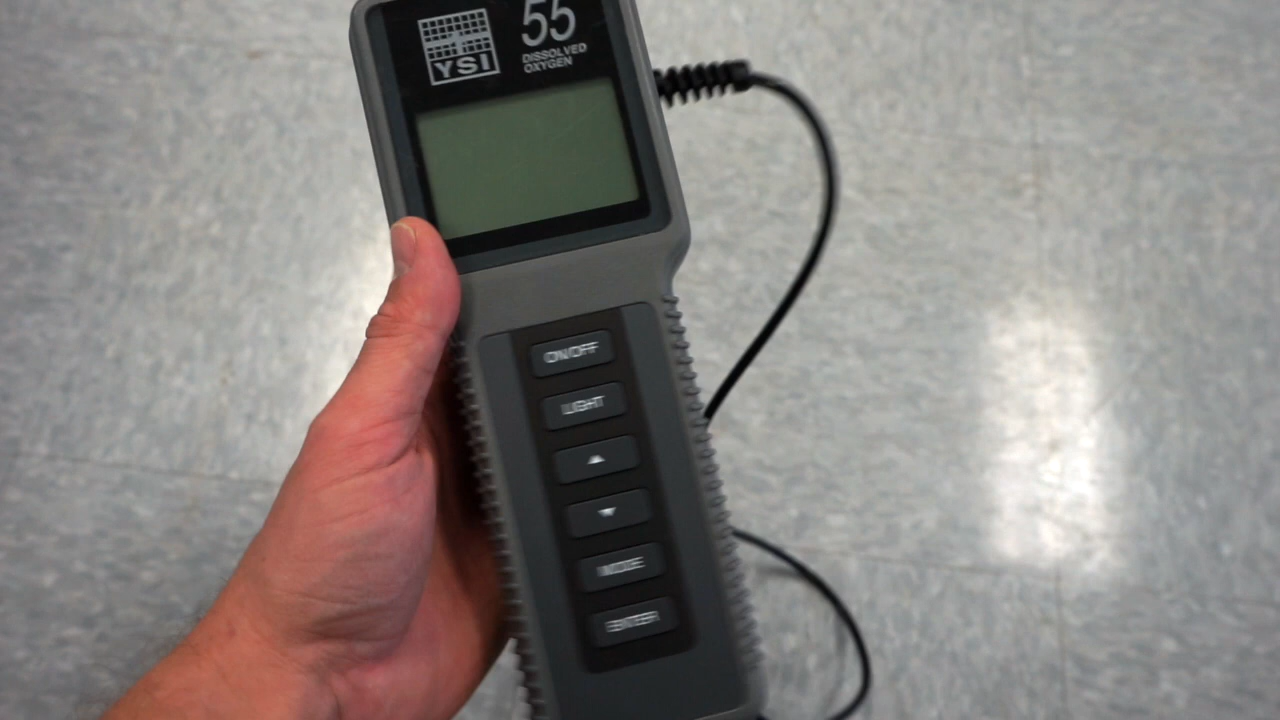 YSI
55
DISSOLVED
OXYGEN
ON/OFF
LIGHT
MODE
ENTER